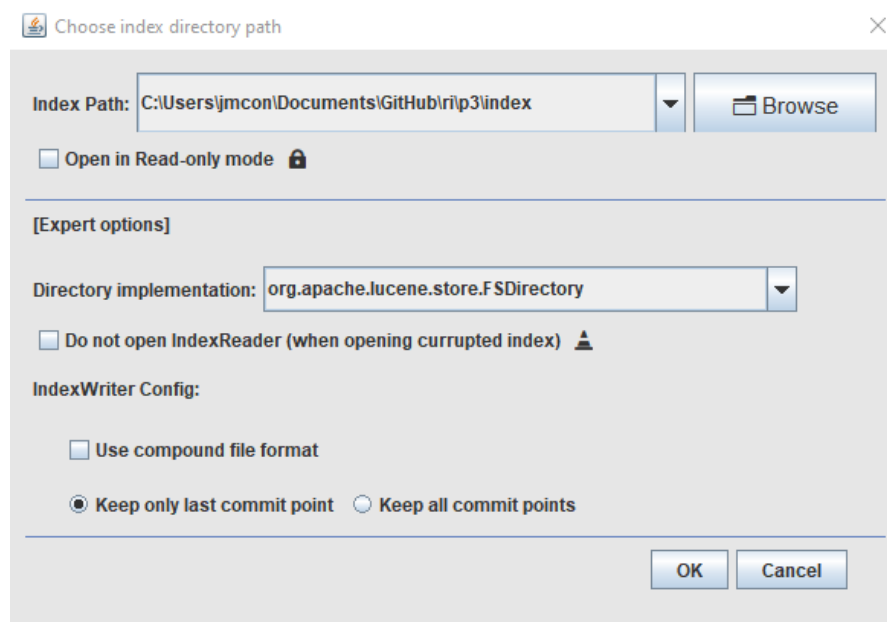 Choose index directory path
Index Path: C:\Users\jmcon\Documents\GitHub\ri\p3\index Browse
Open in Read-only mode
[Expert options]
Directory implementation: org.apache.lucene.store.FSDirectory
Do not open IndexReader (when opening currupted index)
IndexWriter Config:
Use compound file format
Keep only last commit point Keep all commit points
OK Cancel